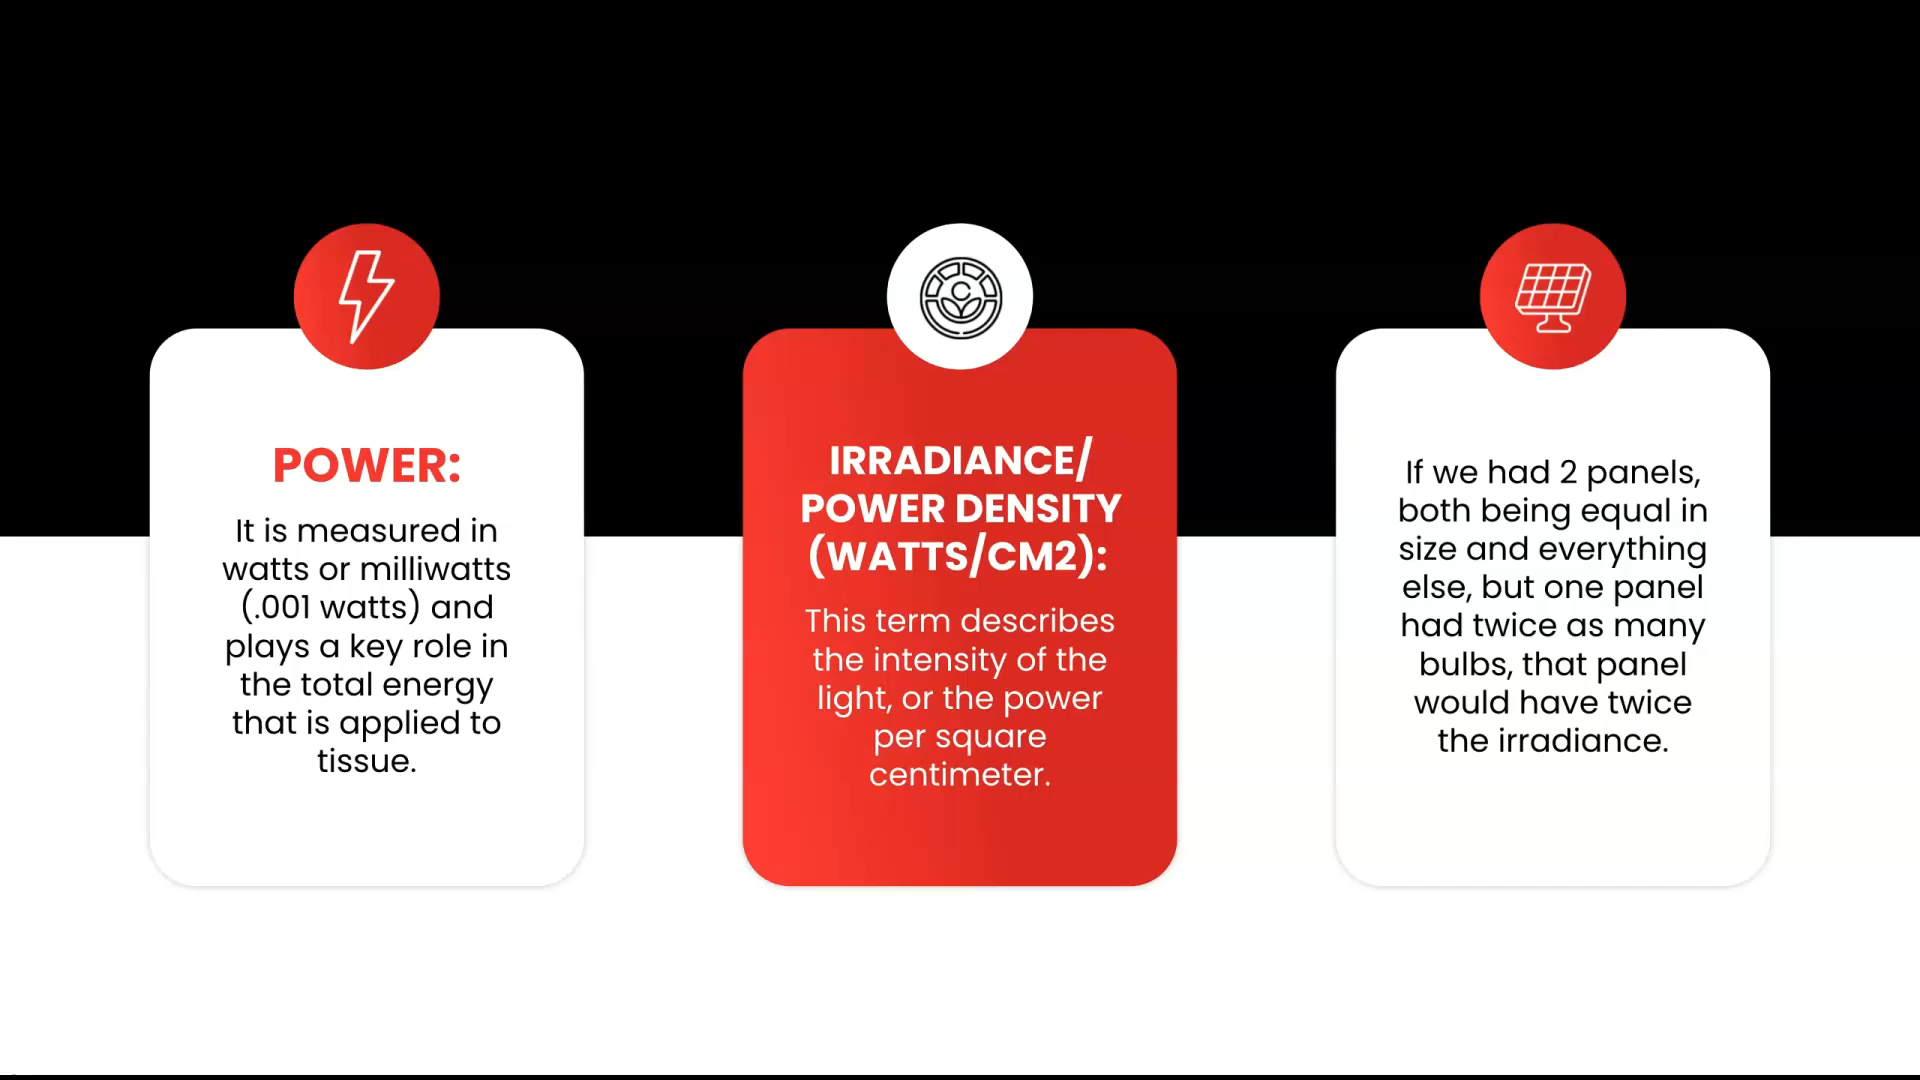 POWER:
It is measured in
watts or milliwatts
(.001 watts) and
plays a key role in
the total energy
that is applied to
tissue.
C
IRRADIANCE/
POWER DENSITY
(WATTS/CM2):
This term describes
the intensity of the
light, or the power
per square
centimeter.
If we had 2 panels,
both being equal in
size and everything
else, but one panel
had twice as many
bulbs, that panel
would have twice
the irradiance.